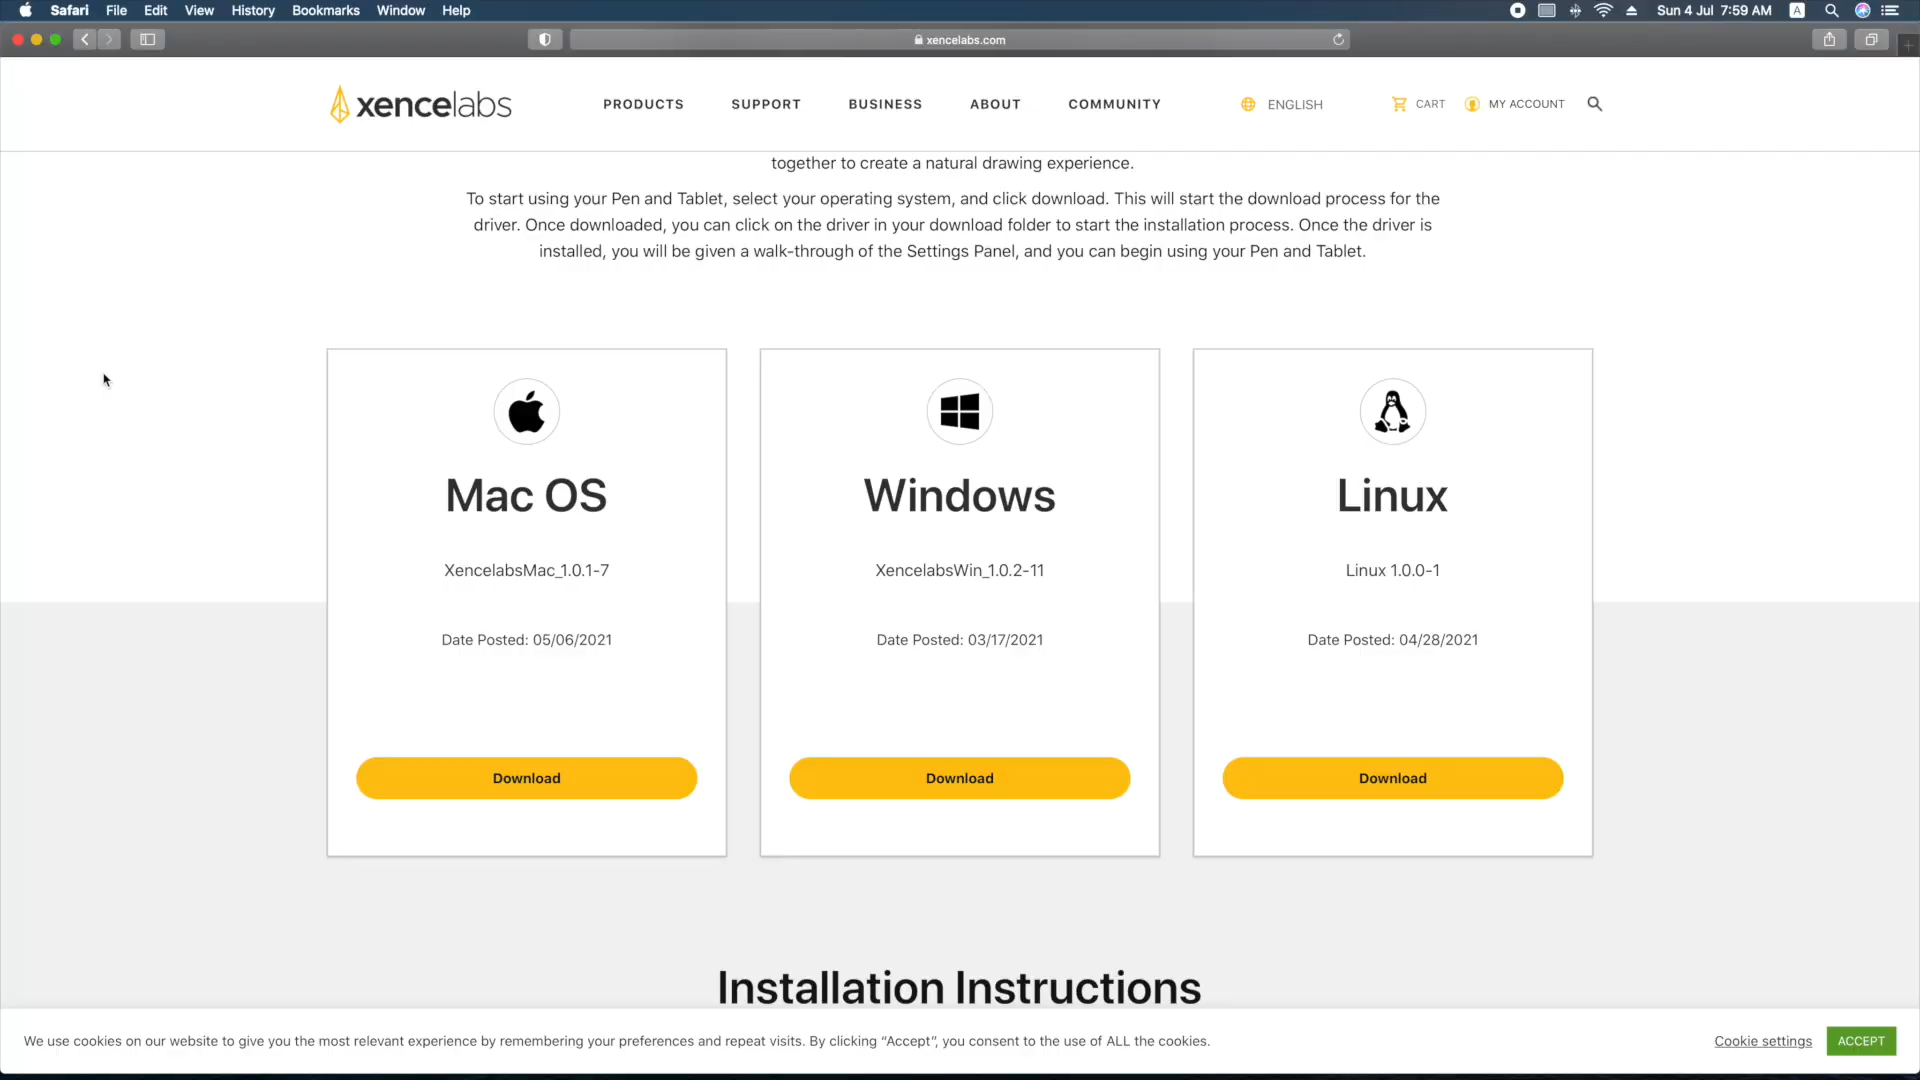 Safari File Edit View History Bookmarks Window Help Sun 4 Jul 7:59 AM A
xencelabs.com
xencelabs PRODUCTS SUPPORT BUSINESS ABOUT COMMUNITY ENGLISH CART MY ACCOUNT
together to create a natural drawing experience.
To start using your Pen and Tablet, select your operating system, and click download. This will start the download process for the
driver. Once downloaded, you can click on the driver in your download folder to start the installation process. Once the driver is
installed, you will be given a walk-through of the Settings Panel, and you can begin using your Pen and Tablet.
Mac OS
XencelabsMac_1.0.1-7
Date Posted: 05/06/2021
Download
Windows
XencelabsWin_1.0.2-11
Date Posted: 03/17/2021
Download
Linux
Linux 1.0.0-1
Date Posted: 04/28/2021
Download
Installation Instructions
We use cookies on our website to give you the most relevant experience by remembering your preferences and repeat visits. By clicking “Accept”, you consent to the use of ALL the cookies.
Cookie settings ACCEPT